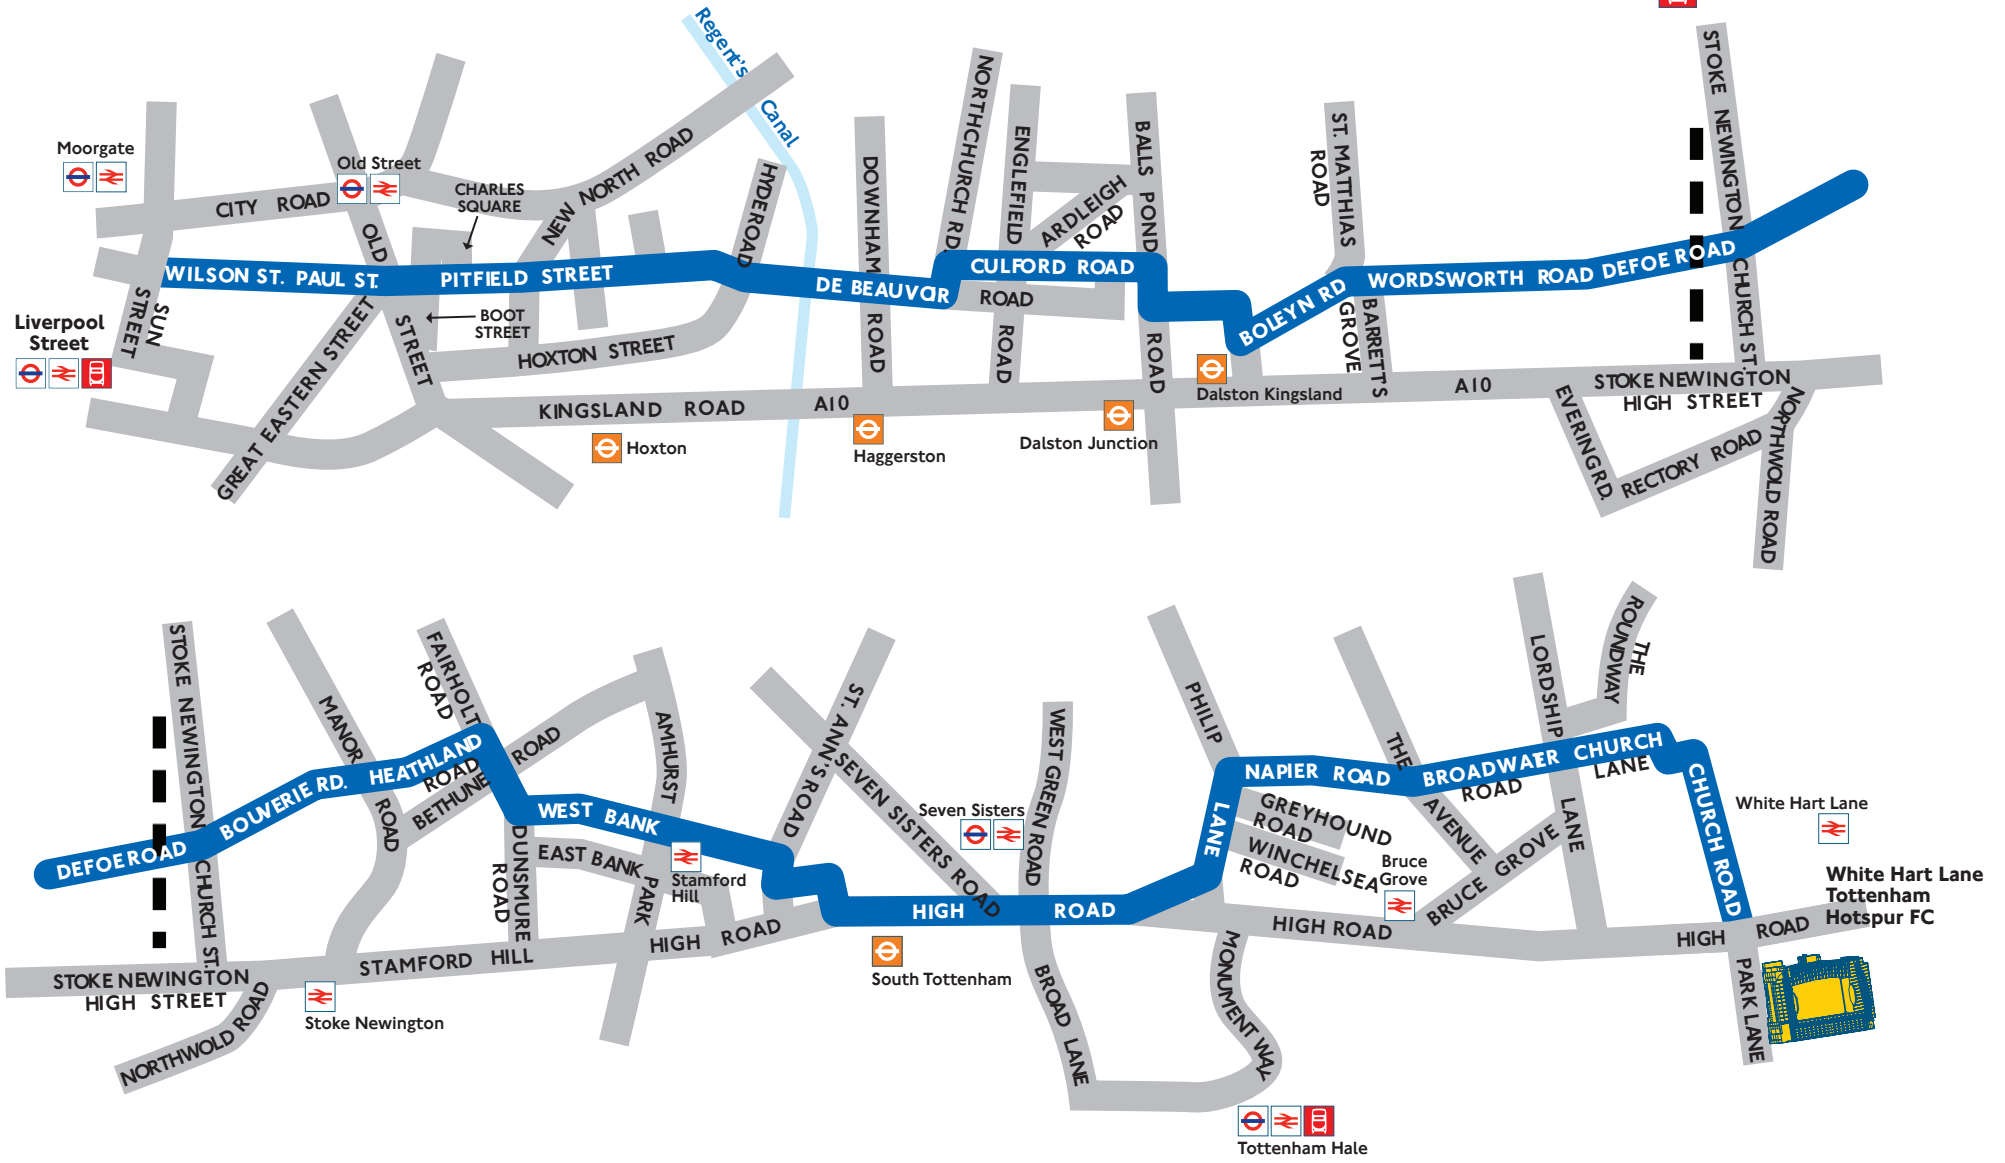 Regent's
Canal
STOKE NEWINGTON
CHURCH ST.
Moorgate
Old Street
CITY ROAD
CHARLES
SQUARE
NEW NORTH ROAD
HYDE ROAD
DOWNHAM
ROAD
NORTHCHURCH RD.
ENGLEFIELD
ROAD
ARDLEIGH
ROAD
BALLS POND
ROAD
ST. MATTHIAS
ROAD
OLD
STREET
WILSON ST. PAUL ST.
PITFIELD STREET
DE BEAUVOIR
ROAD
CULFORD ROAD
BOLEYN RD
WORDSWORTH ROAD
DEFOE ROAD
SUN
STREET
Liverpool
Street
BOOT
STREET
GREAT EASTERN STREET
HOXTON STREET
BARRETT'S
GROVE
KINGSLAND ROAD
A10
Hoxton
Haggerston
Dalston Junction
Dalston Kingsland
A10
STOKE NEWINGTON
HIGH STREET
EVERING RD.
RECTORY ROAD
NORTHWOLD ROAD
STOKE NEWINGTON
CHURCH ST.
MANOR
ROAD
FAIRHOLT
ROAD
BETHUNE
ROAD
AMHURST
PARK
ST. ANN'S ROAD
SEVEN SISTERS ROAD
WEST GREEN ROAD
PHILIP
LANE
THE
AVENUE
LORDSHIP
LANE
THE
ROUNDWAY
DEFOE ROAD
BOUVERIE RD.
HEATHLAND
ROAD
WEST BANK
EAST BANK
DUNSMURE
ROAD
Stamford
Hill
Seven Sisters
HIGH ROAD
NAPIER ROAD
BROADWATER
ROAD
CHURCH
LANE
CHURCH ROAD
GREYHOUND
ROAD
WINCHELSEA
ROAD
Bruce
Grove
BRUCE GROVE
White Hart Lane
White Hart Lane
Tottenham
Hotspur FC
STOKE NEWINGTON
HIGH STREET
STAMFORD HILL
HIGH ROAD
HIGH ROAD
HIGH ROAD
NORTHWOLD ROAD
Stoke Newington
South Tottenham
BROAD LANE
MONUMENT WAY
PARK LANE
Tottenham Hale